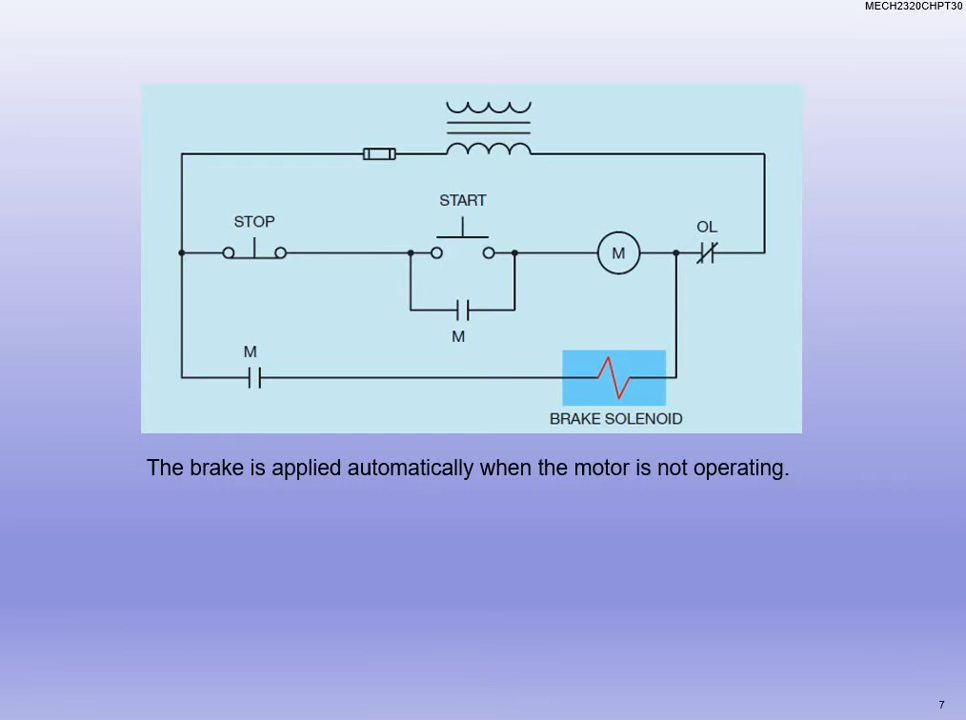 MECH2320CHPT30
START
STOP
OL
M
M
M
BRAKE SOLENOID
The brake is applied automatically when the motor is not operating.
7